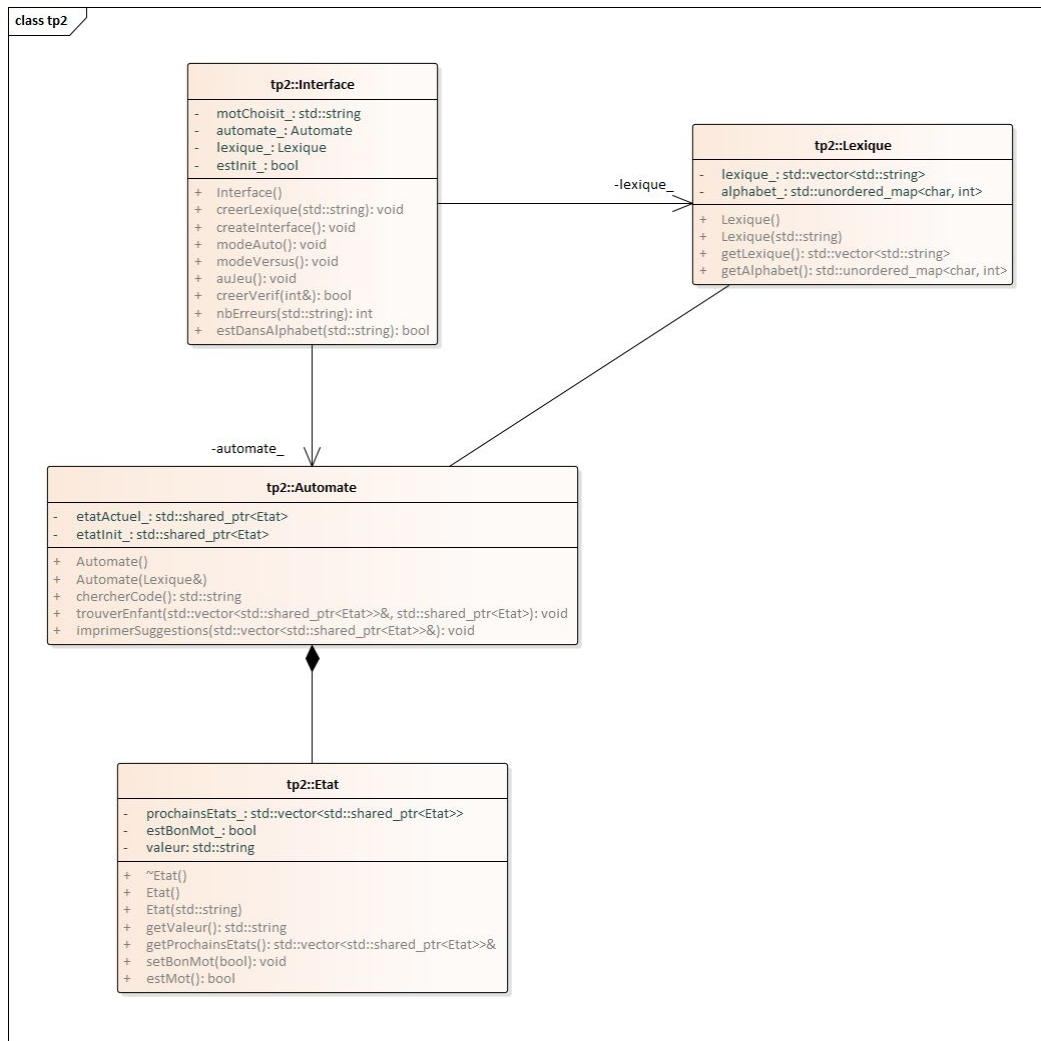 class tp2
tp2::Interface
- motChoisit_: std::string
- automate_: Automate
- lexique_: Lexique
- estInit_: bool
+ Interface()
+ creerLexique(std::string): void
+ createInterface(): void
+ modeAuto(): void
+ modeVersus(): void
+ auJeu(): void
+ creerVerif(int&): bool
+ nbErreurs(std::string): int
+ estDansAlphabet(std::string): bool
-lexique_
tp2::Lexique
- lexique_: std::vector<std::string>
- alphabet_: std::unordered_map<char, int>
+ Lexique()
+ Lexique(std::string)
+ getLexique(): std::vector<std::string>
+ getAlphabet(): std::unordered_map<char, int>
-automate_
tp2::Automate
- etatActuel_: std::shared_ptr<Etat>
- etatInit_: std::shared_ptr<Etat>
+ Automate()
+ Automate(Lexique&)
+ chercherCode(): std::string
+ trouverEnfant(std::vector<std::shared_ptr<Etat>>&, std::shared_ptr<Etat>): void
+ imprimerSuggestions(std::vector<std::shared_ptr<Etat>>&): void
tp2::Etat
- prochainsEtats_: std::vector<std::shared_ptr<Etat>>
- estBonMot_: bool
- valeur: std::string
+ ~Etat()
+ Etat()
+ Etat(std::string)
+ getValeur(): std::string
+ getProchainsEtats(): std::vector<std::shared_ptr<Etat>>&
+ setBonMot(bool): void
+ estMot(): bool